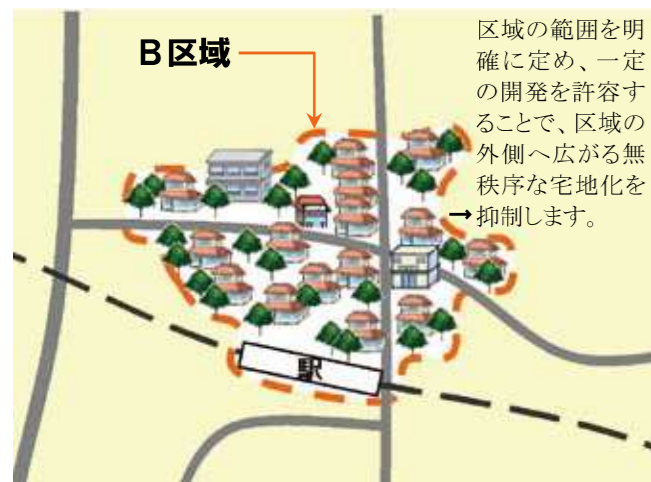 B区域
区域の範囲を明
確に定め、一定
の開発を許容す
ることで、区域の
外側へ広がる無
秩序な宅地化を
→抑制します。
駅